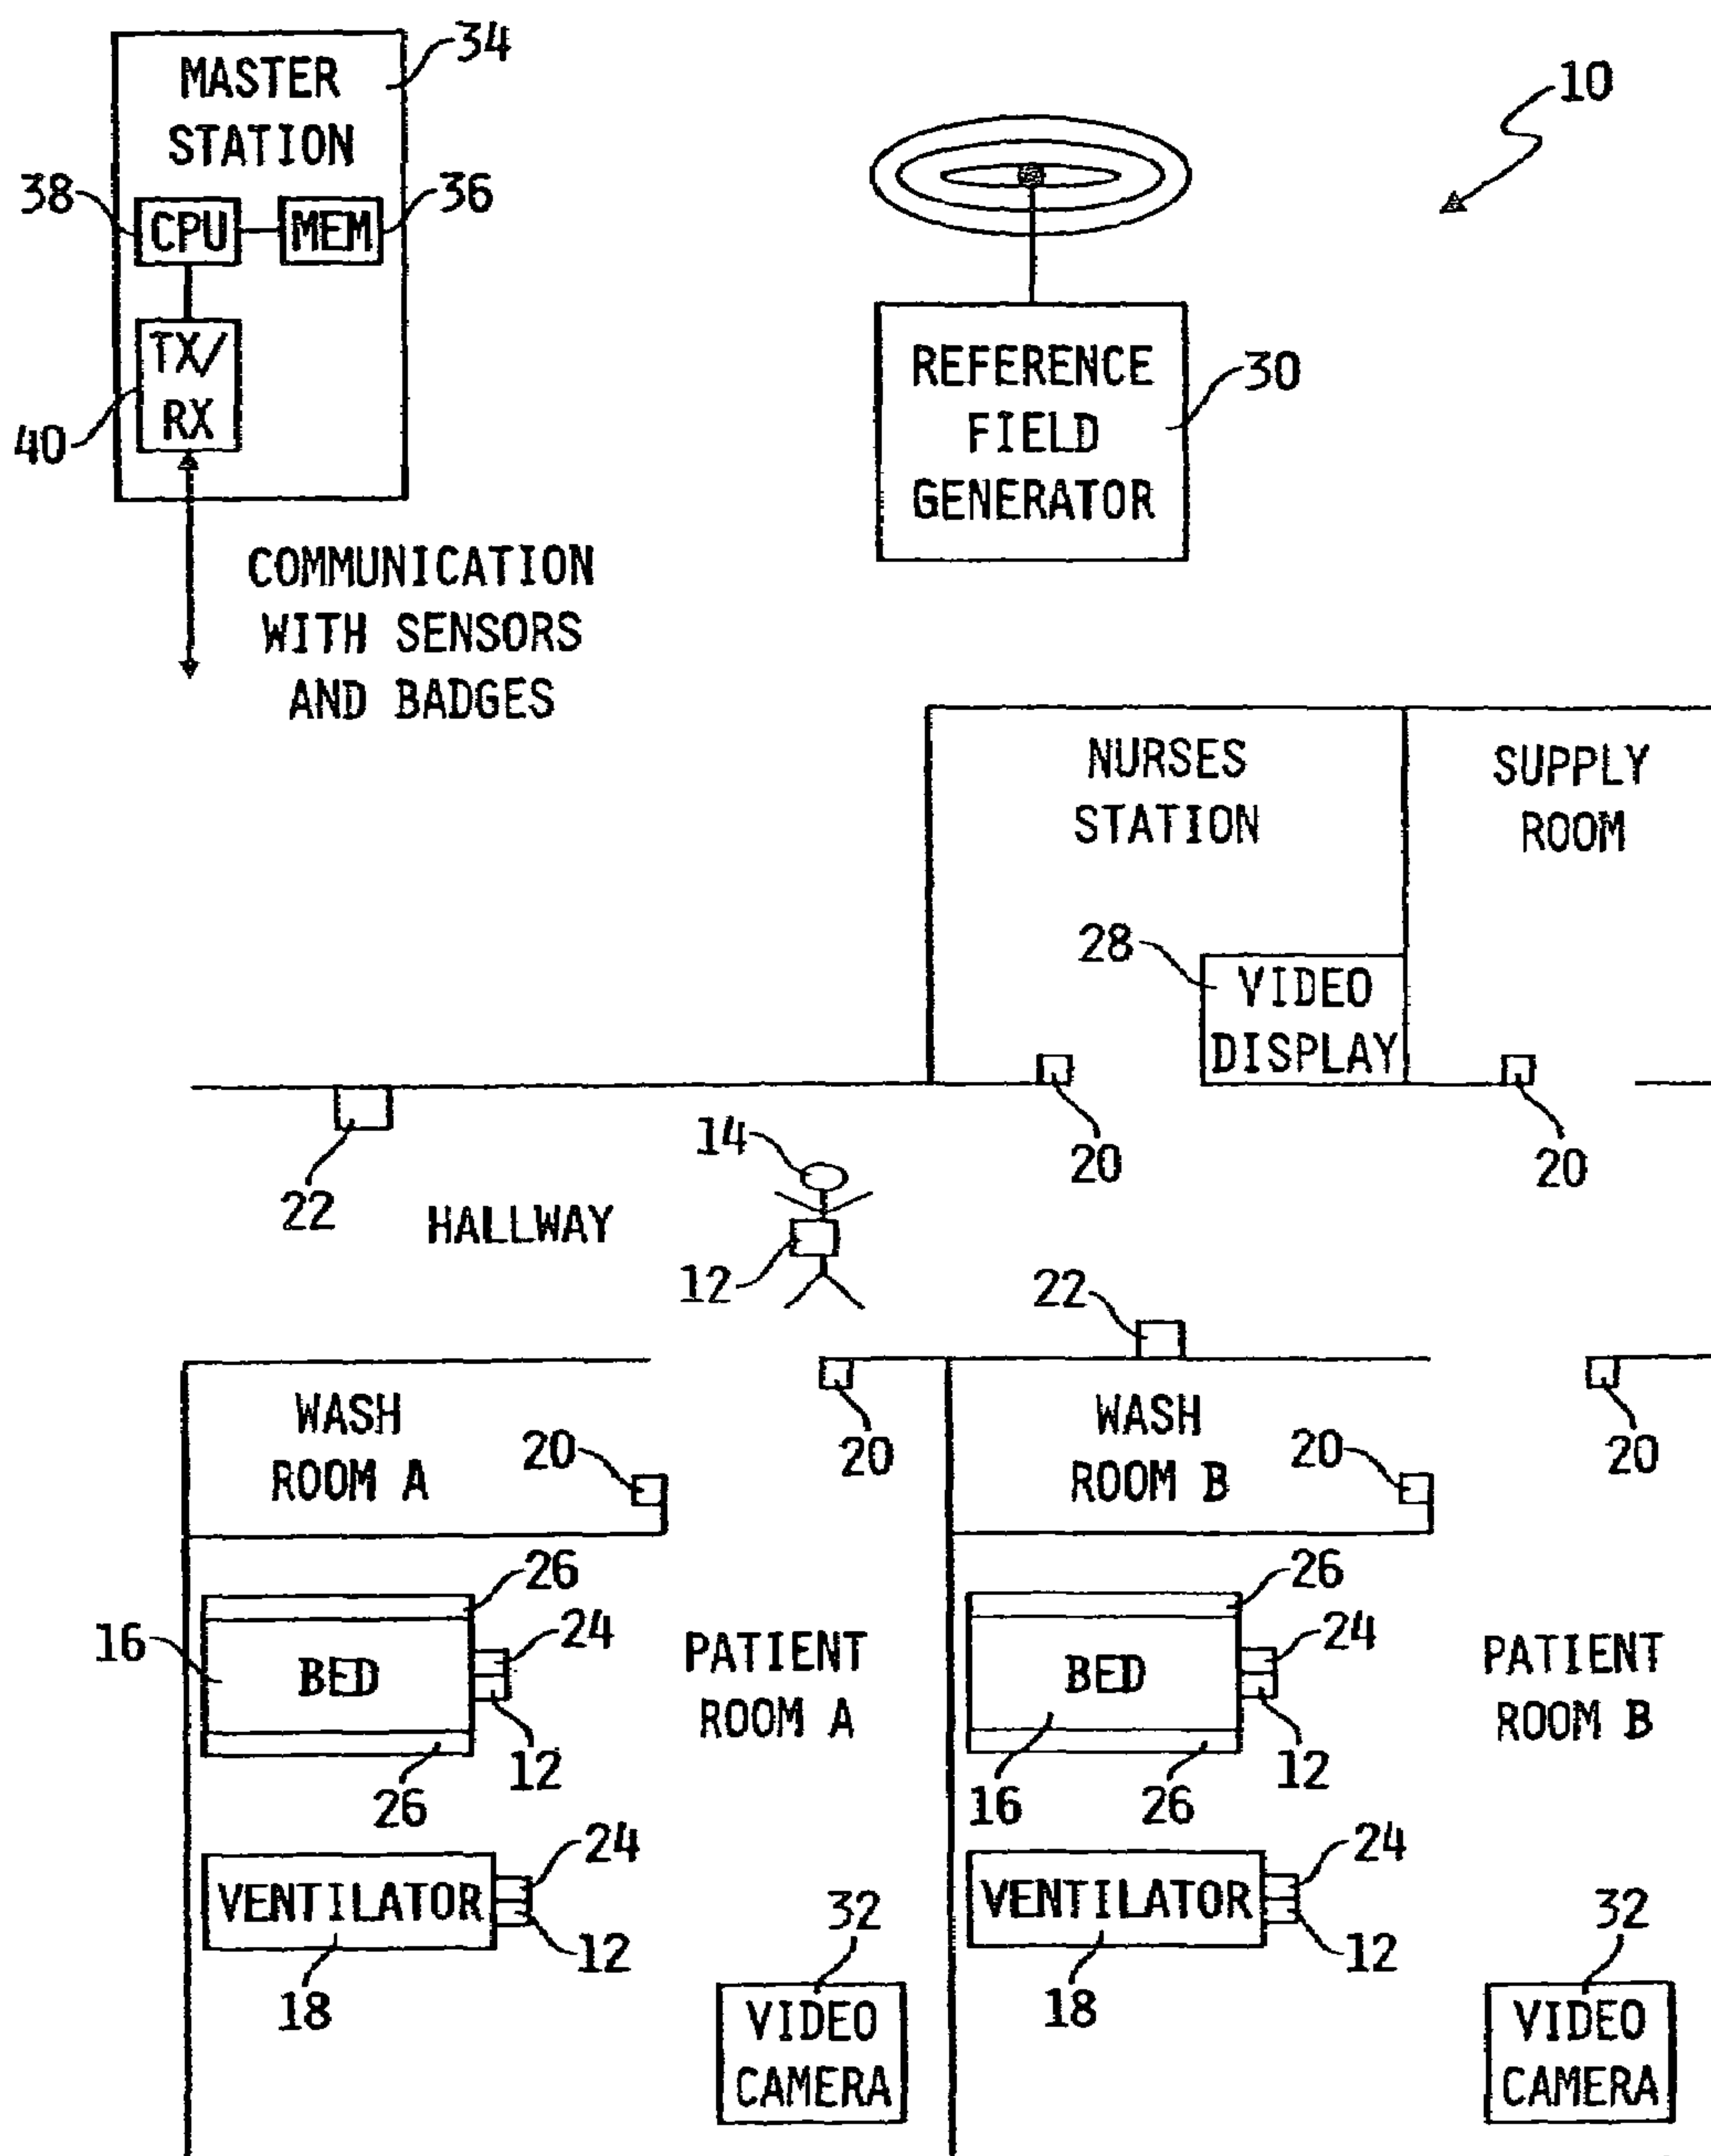 34
MASTER
STATION
38
CPU
MEM
36
TX/
RX
40
COMMUNICATION
WITH SENSORS
AND BADGES
10
REFERENCE
FIELD
GENERATOR
30
NURSES
STATION
SUPPLY
ROOM
28
VIDEO
DISPLAY
20
20
22
HALLWAY
14
12
22
WASH
ROOM A
20
20
WASH
ROOM B
20
20
26
16
BED
24
12
26
PATIENT
ROOM A
26
BED
24
12
16
26
PATIENT
ROOM B
VENTILATOR
24
12
18
32
VIDEO
CAMERA
VENTILATOR
24
12
18
32
VIDEO
CAMERA